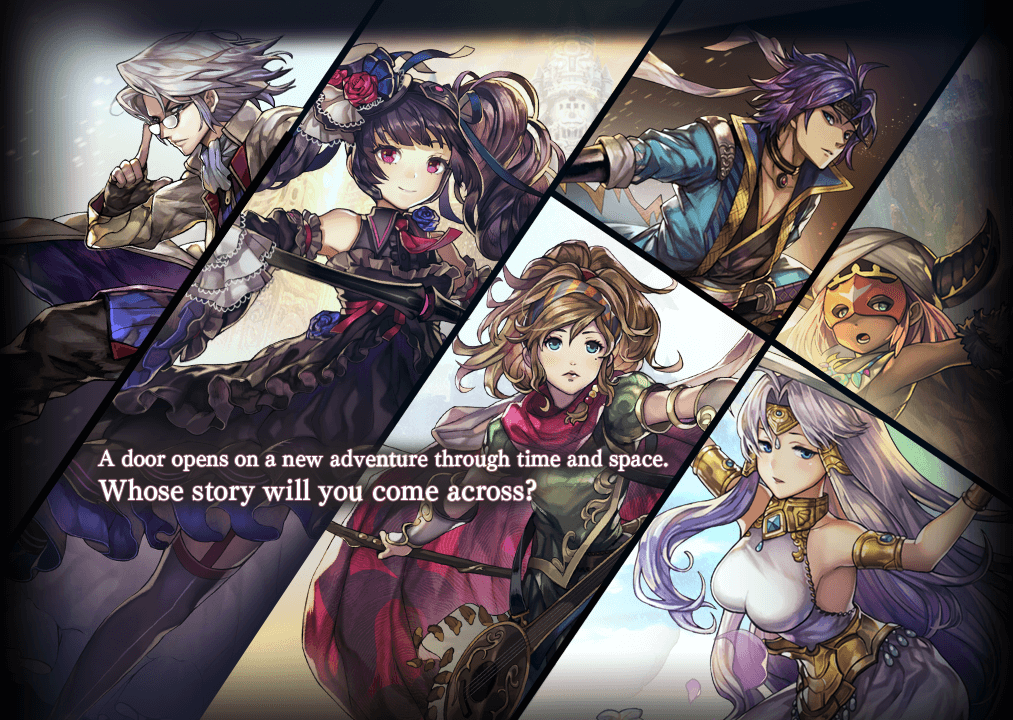 A door opens on a new adventure through time and space.
Whose story will you come across?